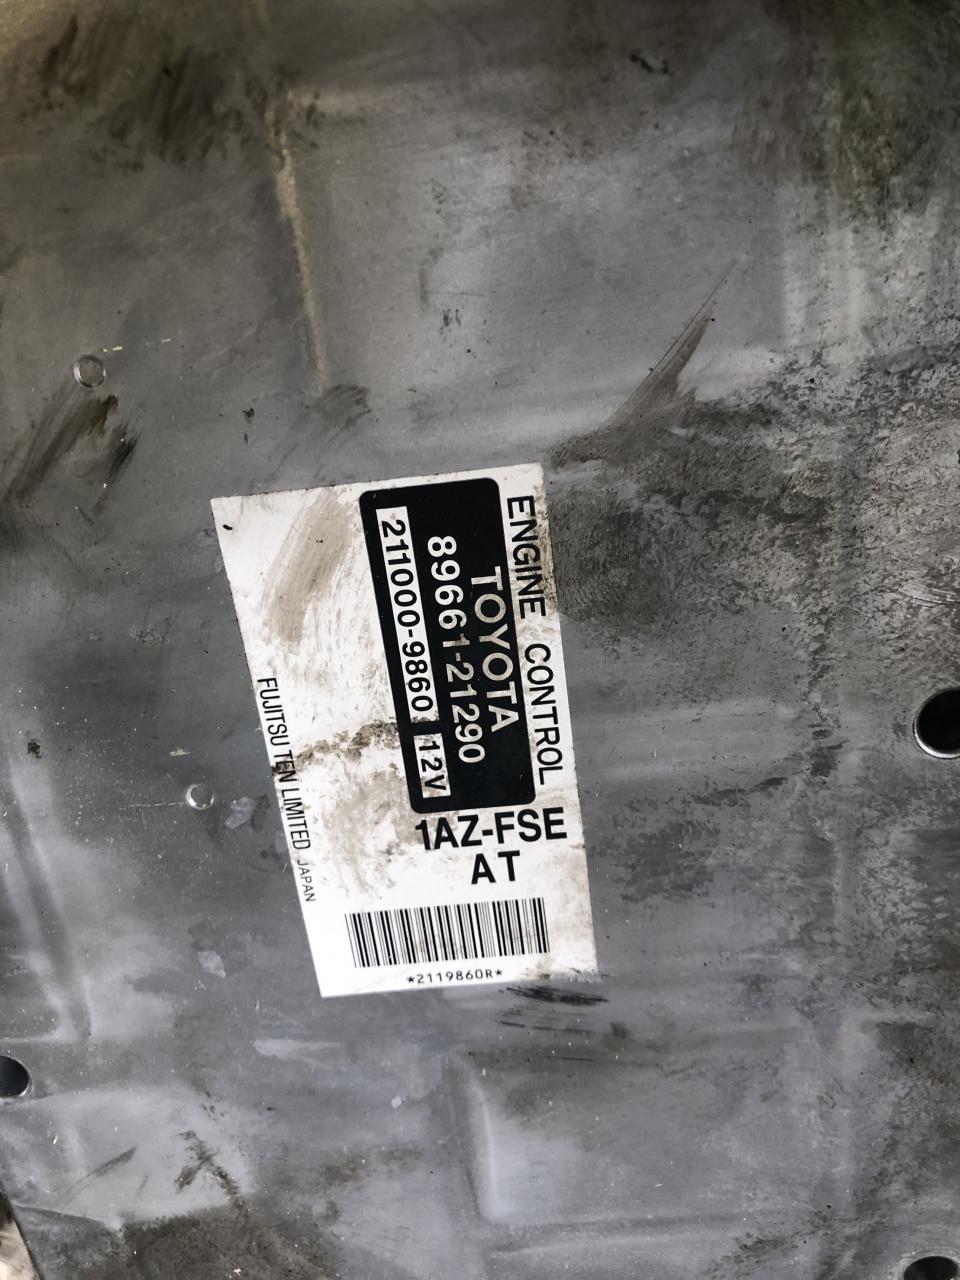 ENGINE CONTROL
TOYOTA
89661-21290
211000-9860 12V
1AZ-FSE
AT
FUJITSU TEN LIMITED JAPAN
*2119860R*